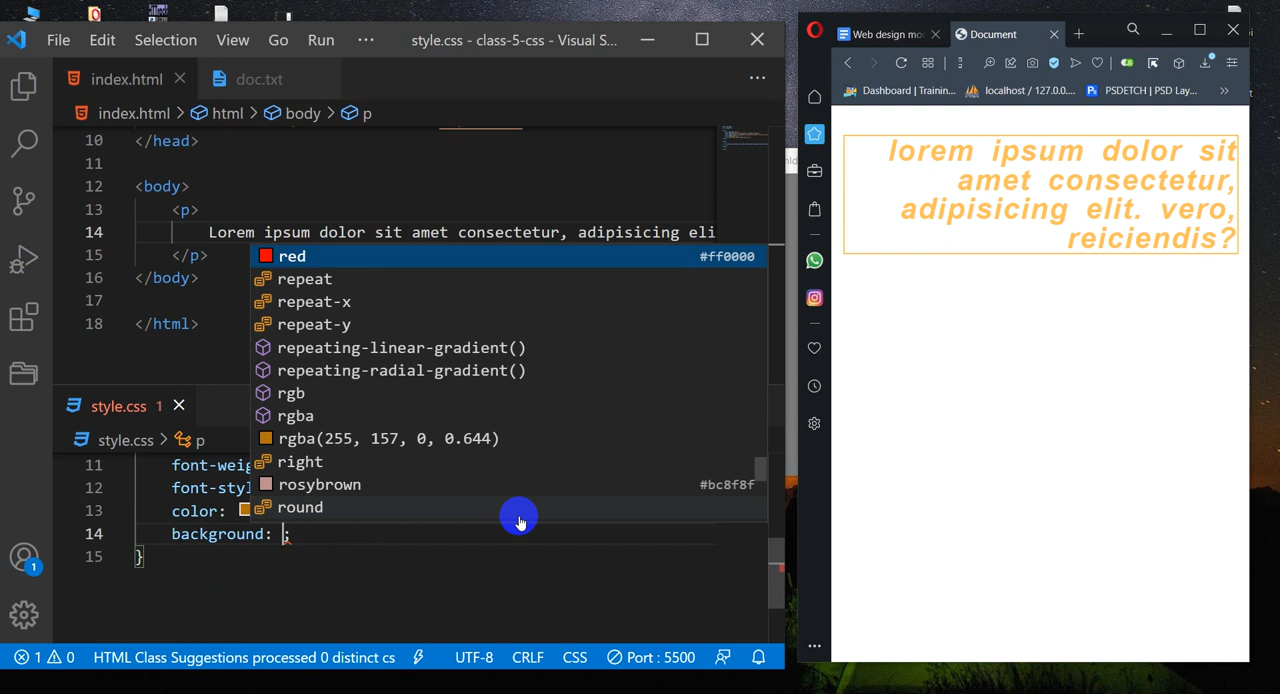 File Edit Selection View Go Run ··· style.css - class-5-css - Visual S...
index.html doc.txt
index.html > html > body > p
10 </head>
11
12 <body>
13 <p>
14 Lorem ipsum dolor sit amet consectetur, adipisicing eli
15 </p>
16 </body>
17
18 </html>
red #ff0000
repeat
repeat-x
repeat-y
repeating-linear-gradient()
repeating-radial-gradient()
rgb
rgba
rgba(255, 157, 0, 0.644)
right
rosybrown #bc8f8f
round
style.css 1
style.css > p
11 font-weig
12 font-styl
13 color:
14 background: ;
15 }
1
1 0 HTML Class Suggestions processed 0 distinct cs UTF-8 CRLF CSS Port : 5500
Web design mo Document
Dashboard | Trainin... localhost / 127.0.0.... PSDETCH | PSD Lay... »
lorem ipsum dolor sit
amet consectetur,
adipisicing elit. vero,
reiciendis?